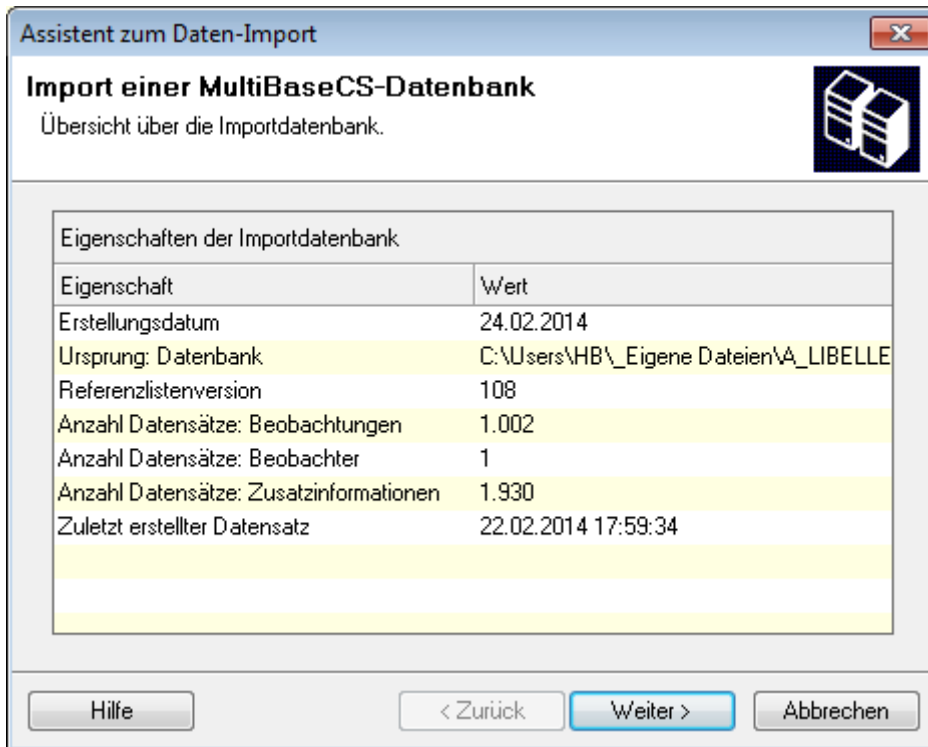 Assistent zum Daten-Import
Import einer MultiBaseCS-Datenbank
Übersicht über die Importdatenbank.
Eigenschaften der Importdatenbank
Eigenschaft Wert
Erstellungsdatum 24.02.2014
Ursprung: Datenbank C:\Users\HB\_Eigene Dateien\A_LIBELLE
Referenzlistenversion 108
Anzahl Datensätze: Beobachtungen 1.002
Anzahl Datensätze: Beobachter 1
Anzahl Datensätze: Zusatzinformationen 1.930
Zuletzt erstellter Datensatz 22.02.2014 17:59:34
Hilfe < Zurück Weiter > Abbrechen